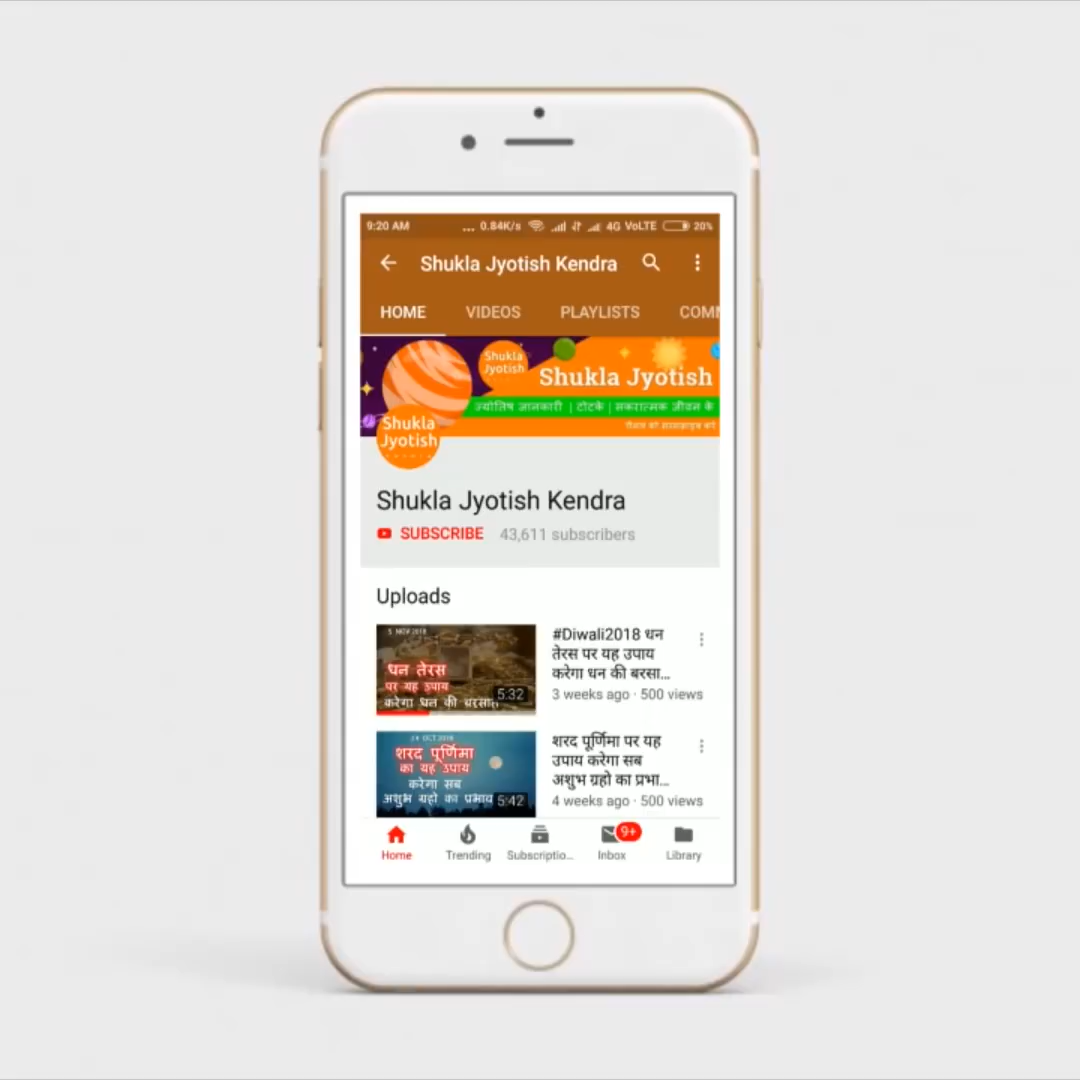 9:20 AM ... 0.84K/s 4G VoLTE 20%
Shukla Jyotish Kendra
HOME VIDEOS PLAYLISTS COMM
Shukla
Jyotish
Shukla Jyotish
ज्योतिष जानकारी | टोटके | सकारात्मक जीवन के
Shukla
Jyotish
Shukla Jyotish Kendra
SUBSCRIBE 43,611 subscribers
Uploads
धन तेरस
पर यह उपाय
करेगा धन की बरसात
5:32
#Diwali2018 धन
तेरस पर यह उपाय
करेगा धन की बरसा...
3 weeks ago · 500 views
24 OCT 2018
शरद पूर्णिमा
का यह उपाय
करेगा सब
अशुभ ग्रहो का प्रभाव
5:42
शरद पूर्णिमा पर यह
उपाय करेगा सब
अशुभ ग्रहो का प्रभा...
4 weeks ago · 500 views
9+
Home Trending Subscriptio... Inbox Library